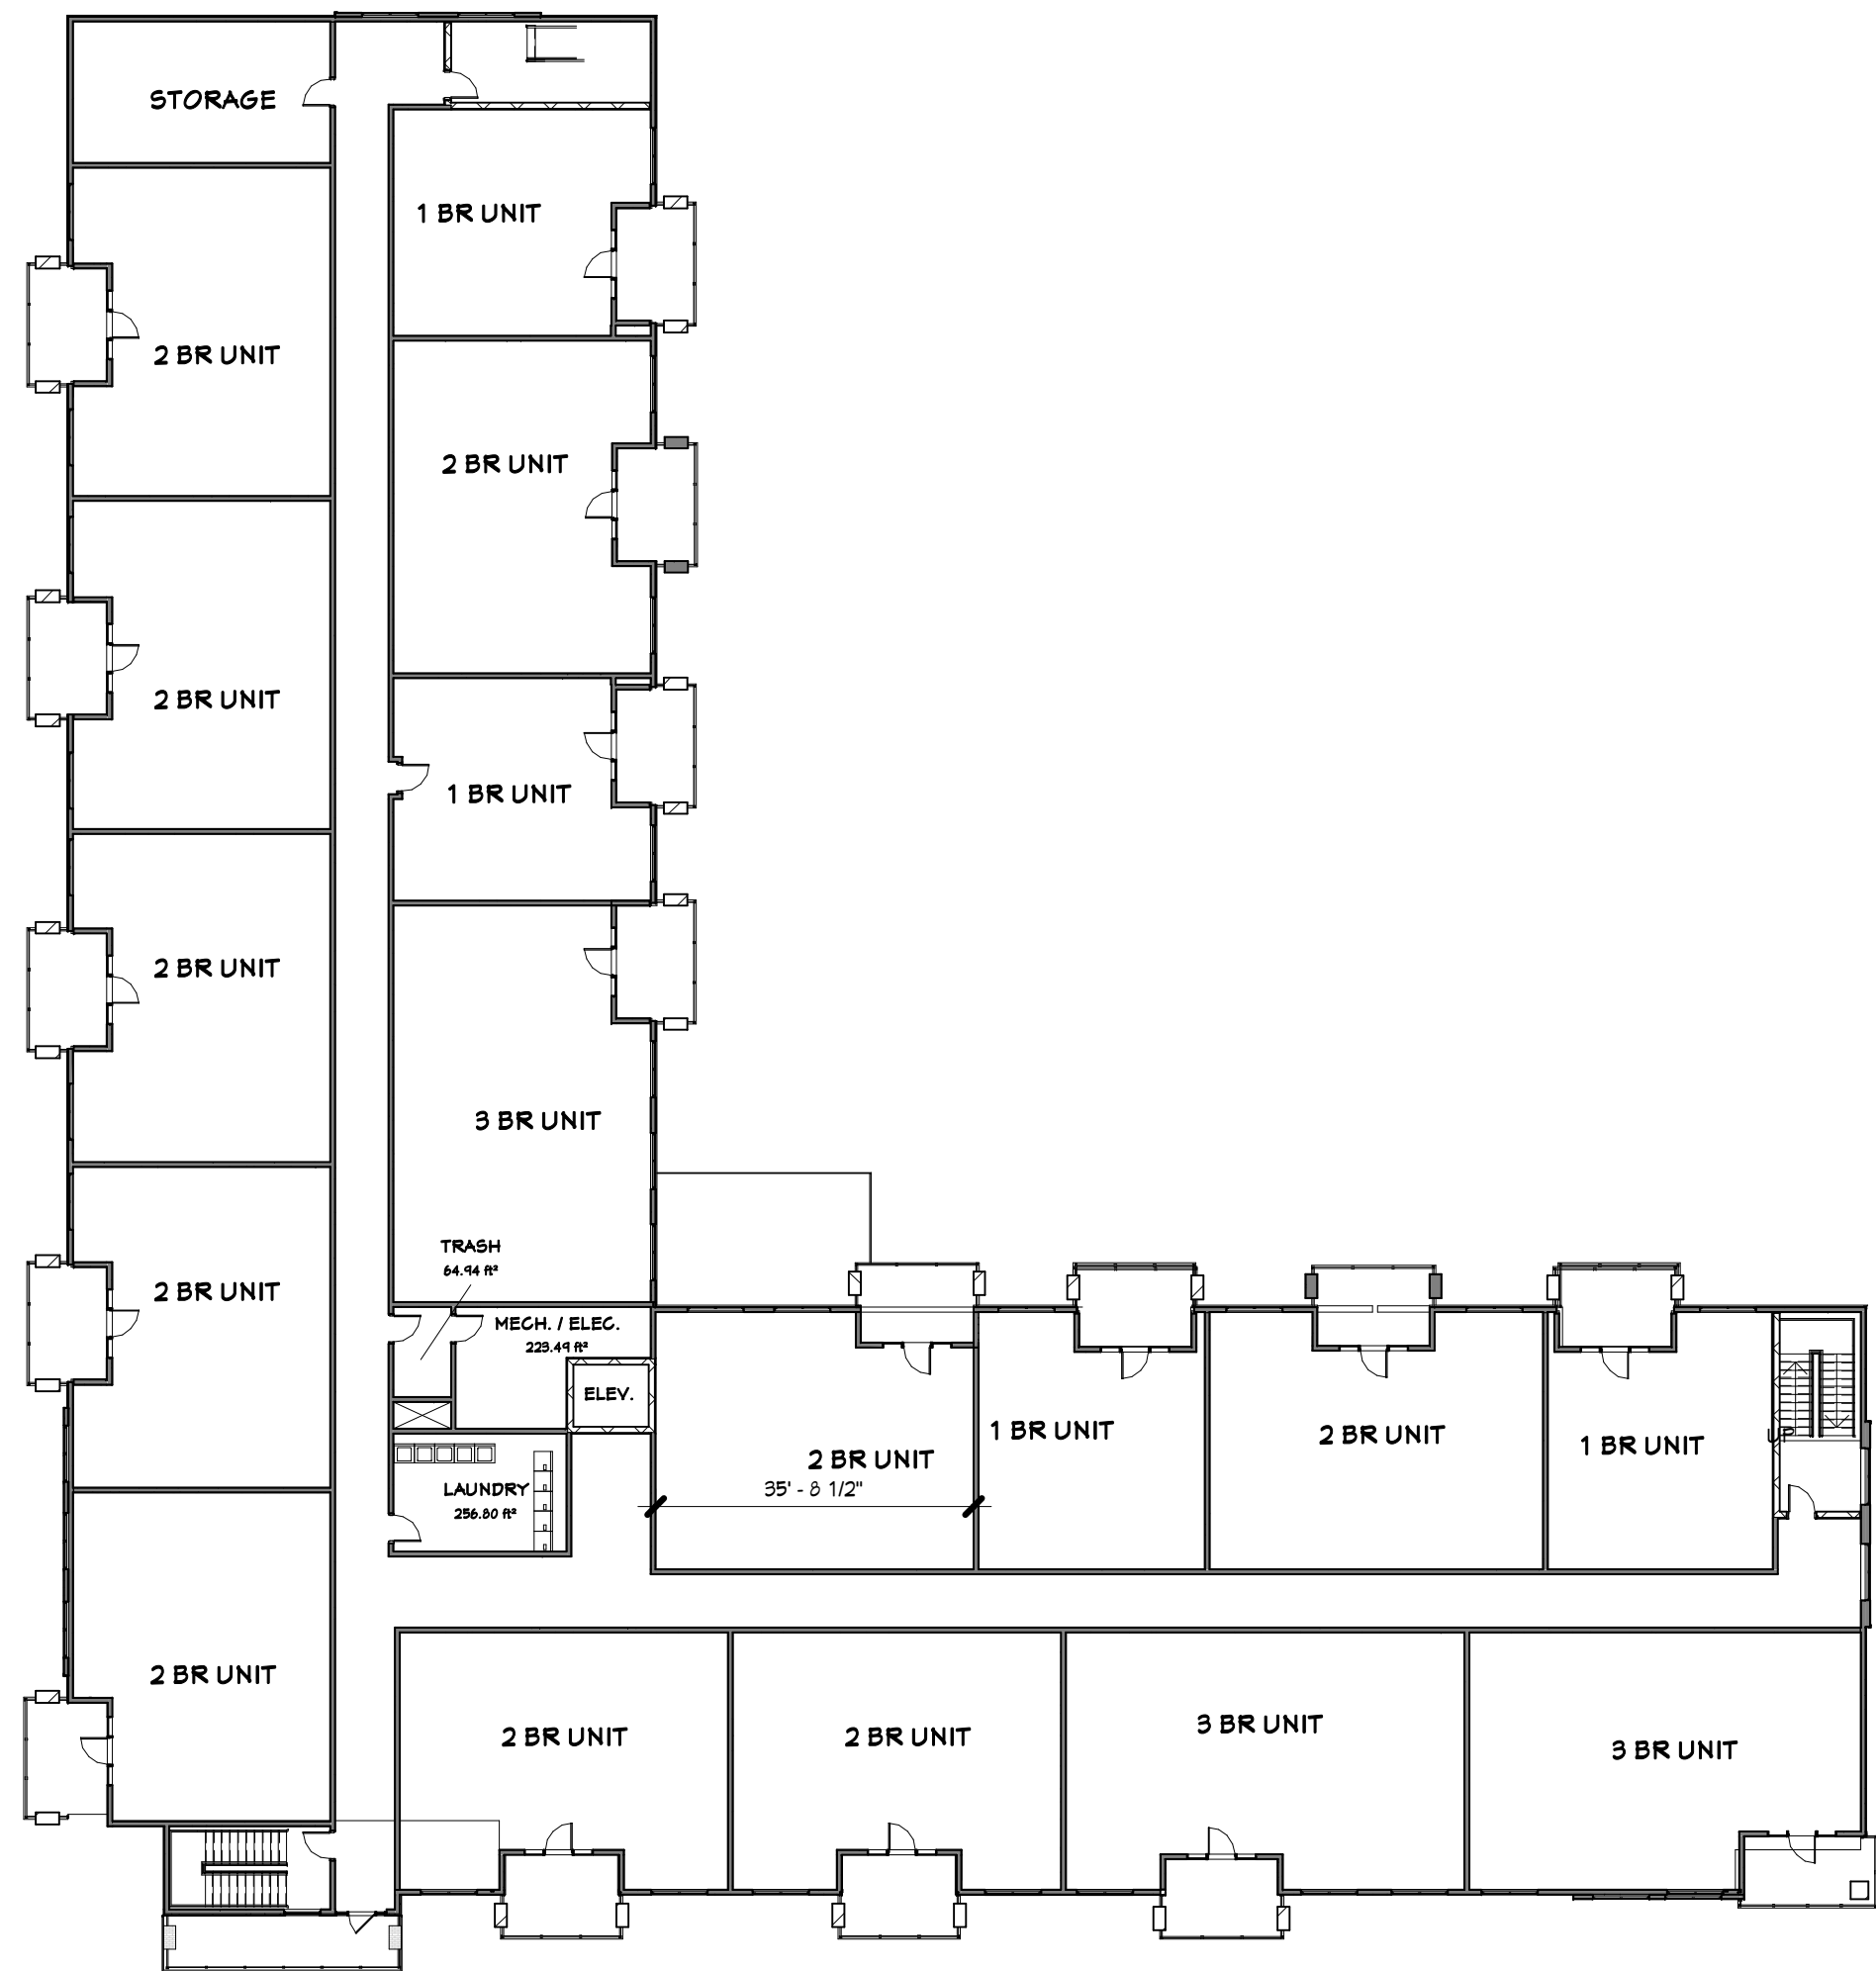 STORAGE
1 BR UNIT
2 BR UNIT
2 BR UNIT
2 BR UNIT
1 BR UNIT
2 BR UNIT
3 BR UNIT
TRASH
64.94 ft²
2 BR UNIT
MECH. / ELEC.
223.49 ft²
ELEV.
2 BR UNIT
1 BR UNIT
2 BR UNIT
1 BR UNIT
UP
LAUNDRY
256.80 ft²
35' - 8 1/2"
2 BR UNIT
2 BR UNIT
2 BR UNIT
3 BR UNIT
3 BR UNIT